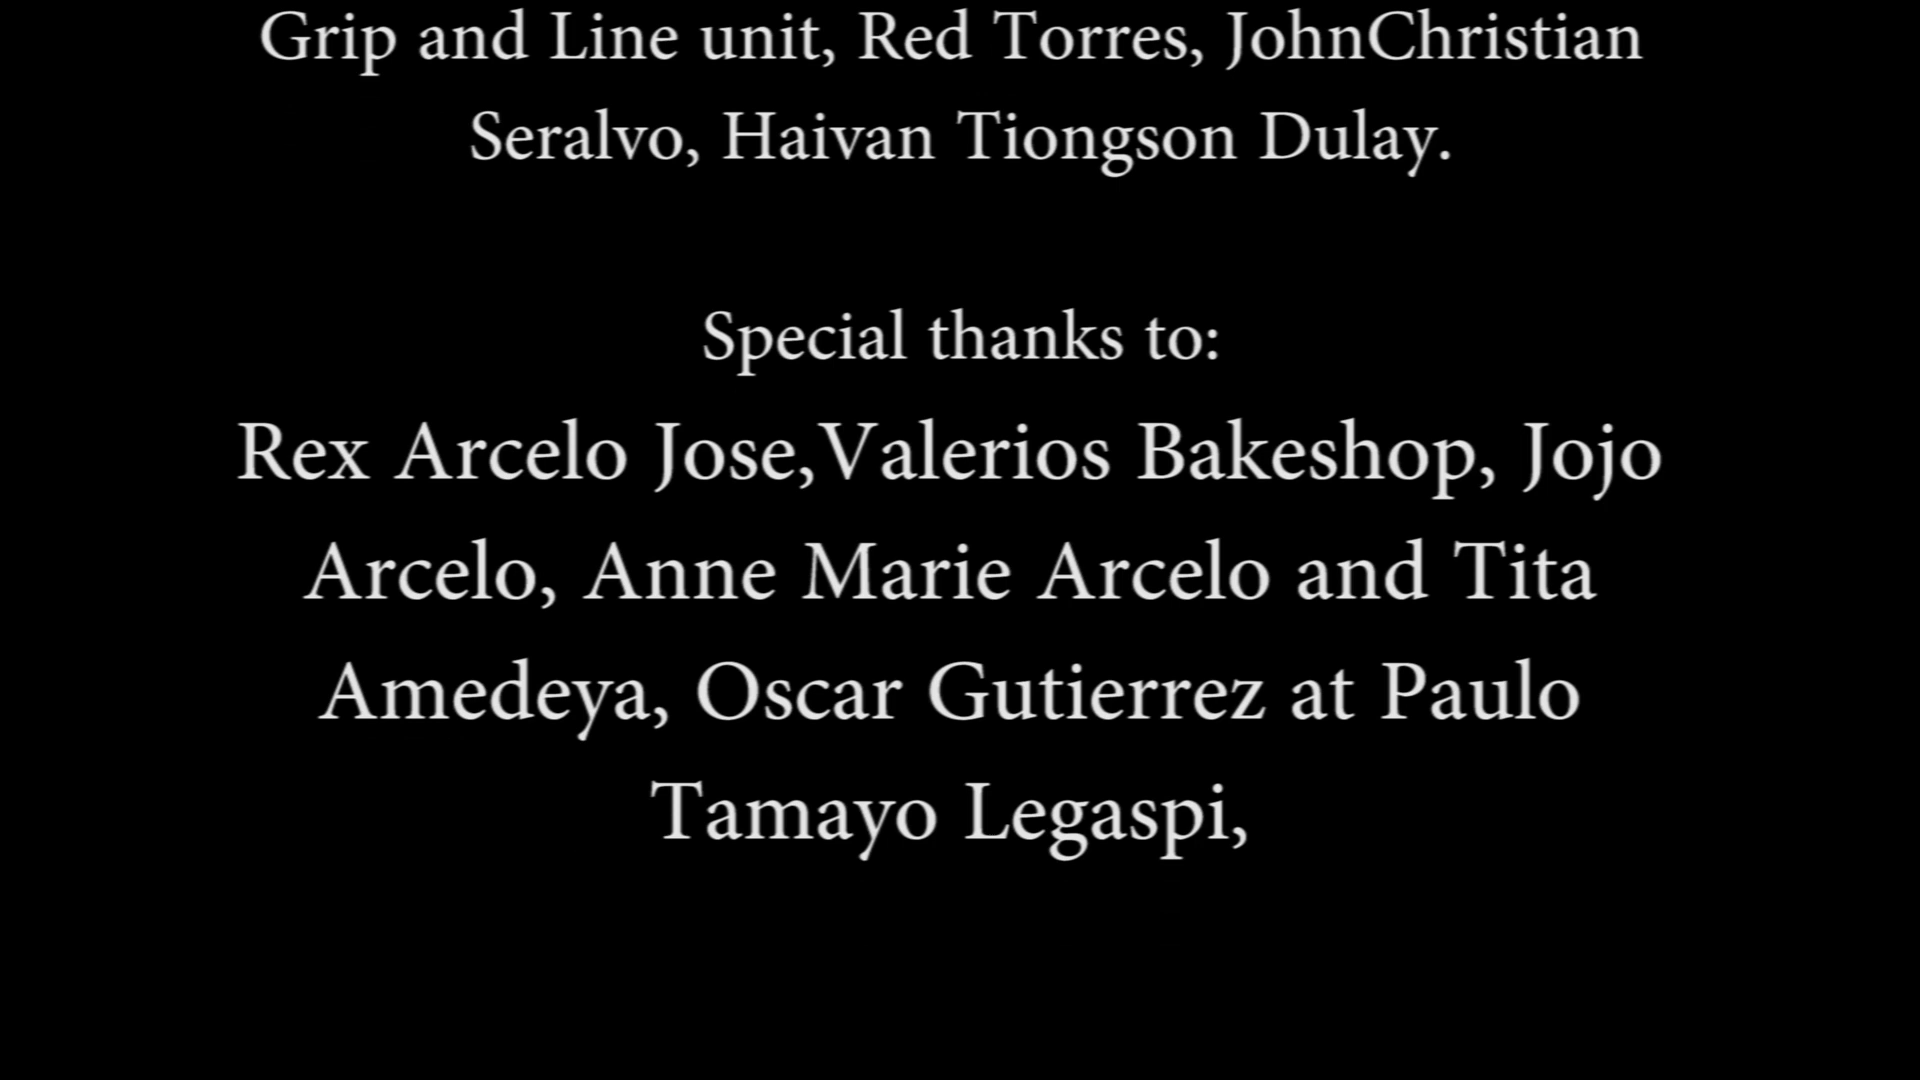 Grip and Line unit, Red Torres, JohnChristian
Seralvo, Haivan Tiongson Dulay.
Special thanks to:
Rex Arcelo Jose,Valerios Bakeshop, Jojo
Arcelo, Anne Marie Arcelo and Tita
Amedeya, Oscar Gutierrez at Paulo
Tamayo Legaspi,